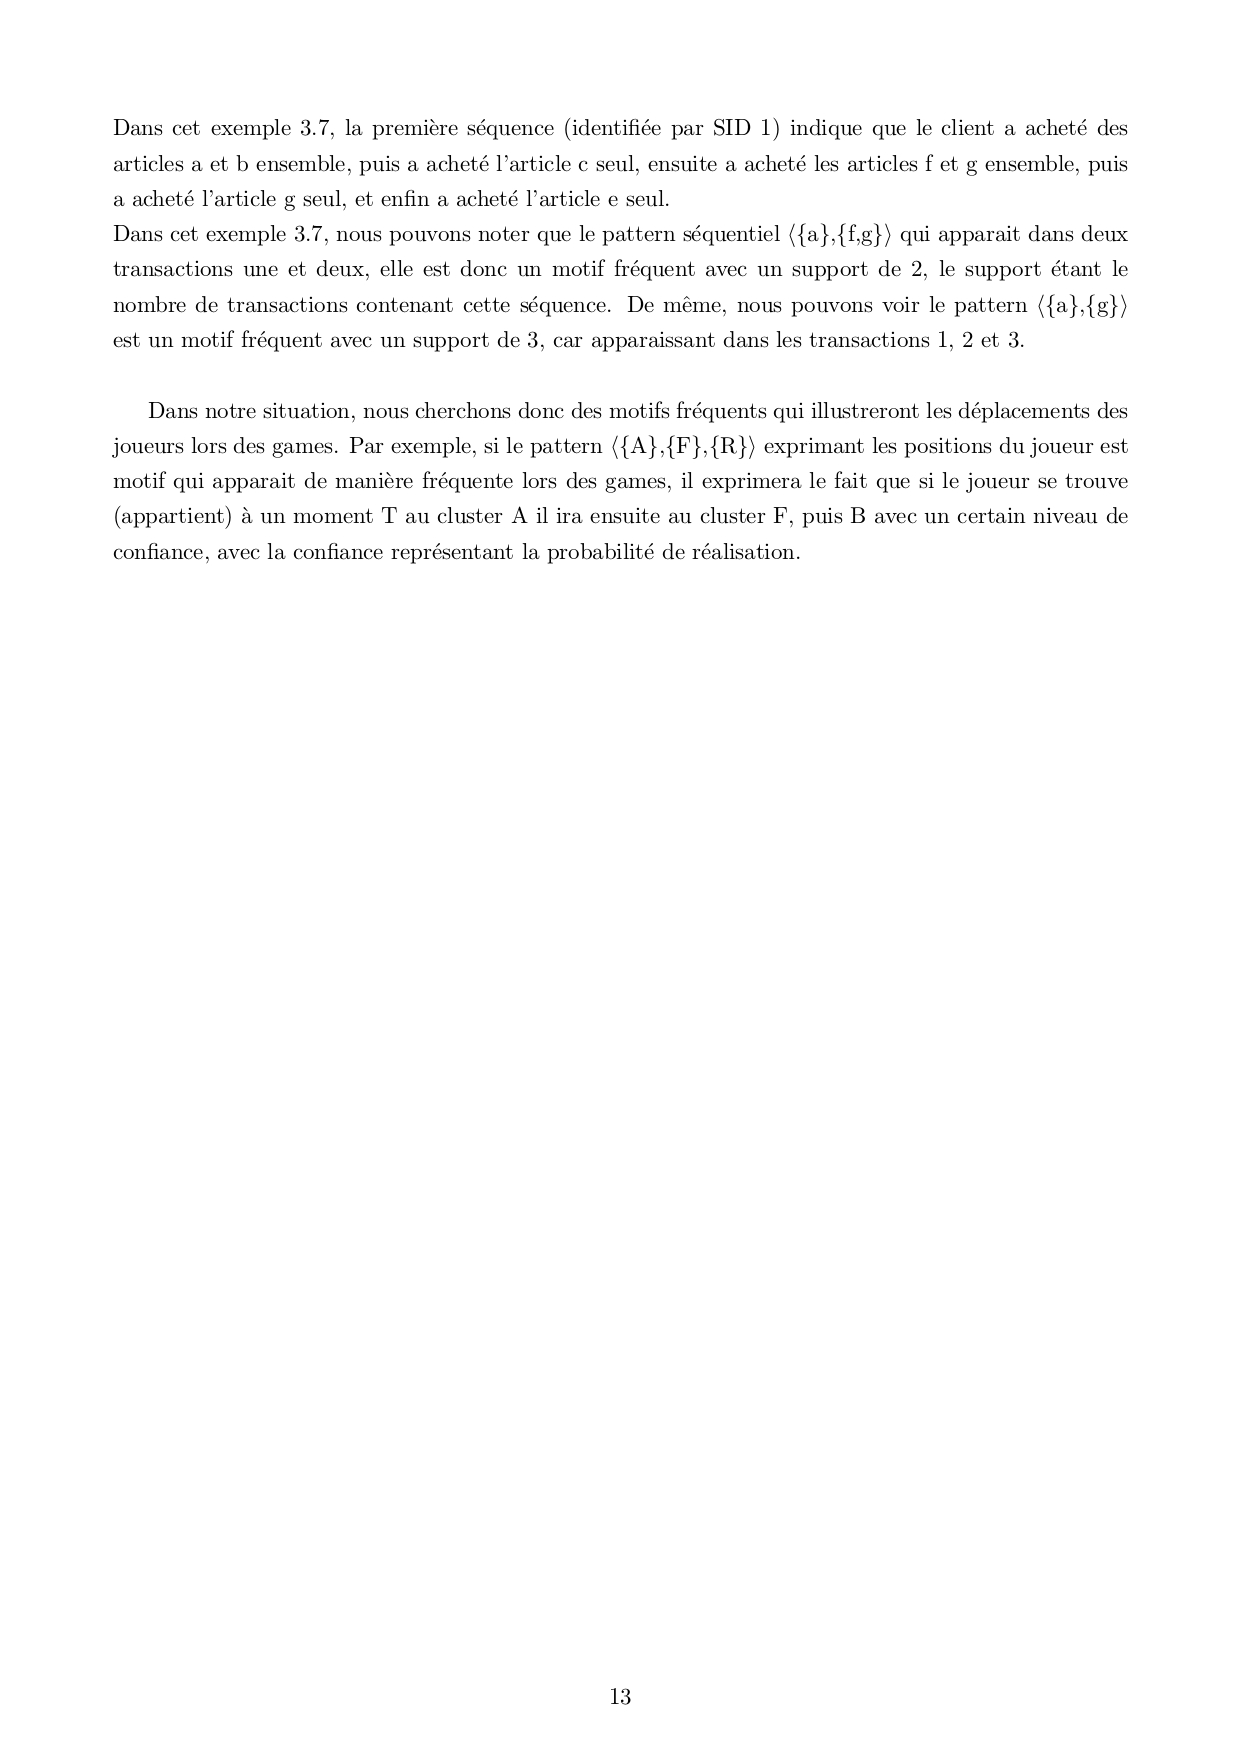 Dans cet exemple 3.7, la première séquence (identifiée par SID 1) indique que le client a acheté des
articles a et b ensemble, puis a acheté l'article c seul, ensuite a acheté les articles f et g ensemble, puis
a acheté l'article g seul, et enfin a acheté l'article e seul.
Dans cet exemple 3.7, nous pouvons noter que le pattern séquentiel ⟨{a},{f,g}⟩ qui apparait dans deux
transactions une et deux, elle est donc un motif fréquent avec un support de 2, le support étant le
nombre de transactions contenant cette séquence. De même, nous pouvons voir le pattern ⟨{a},{g}⟩
est un motif fréquent avec un support de 3, car apparaissant dans les transactions 1, 2 et 3.
Dans notre situation, nous cherchons donc des motifs fréquents qui illustreront les déplacements des
joueurs lors des games. Par exemple, si le pattern ⟨{A},{F},{R}⟩ exprimant les positions du joueur est
motif qui apparait de manière fréquente lors des games, il exprimera le fait que si le joueur se trouve
(appartient) à un moment T au cluster A il ira ensuite au cluster F, puis B avec un certain niveau de
confiance, avec la confiance représentant la probabilité de réalisation.
13